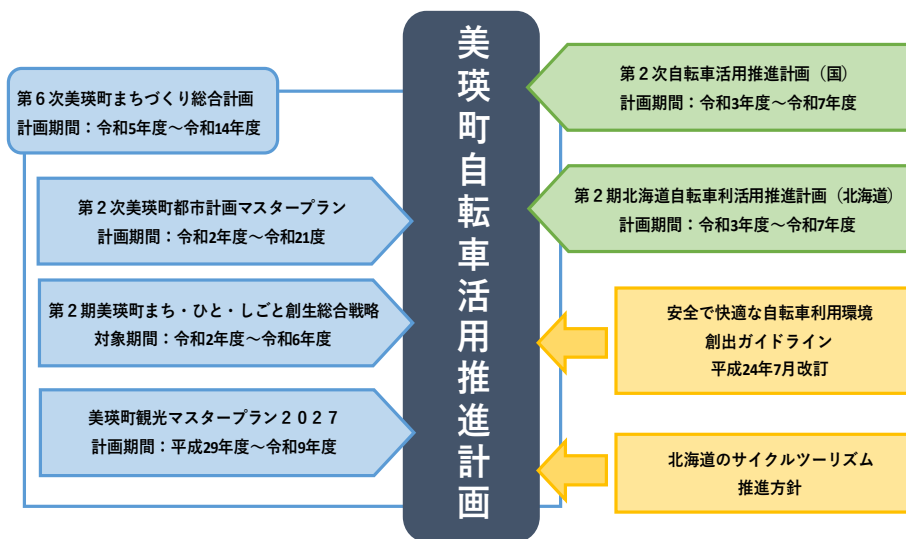 美瑛町自転車活用推進計画
第６次美瑛町まちづくり総合計画
計画期間：令和5年度～令和14年度
第２次美瑛町都市計画マスタープラン
計画期間：令和2年度～令和21度
第２期美瑛町まち・ひと・しごと創生総合戦略
対象期間：令和2年度～令和6年度
美瑛町観光マスタープラン２０２７
計画期間：平成29年度～令和9年度
第２次自転車活用推進計画（国）
計画期間：令和3年度～令和7年度
第２期北海道自転車利活用推進計画（北海道）
計画期間：令和3年度～令和7年度
安全で快適な自転車利用環境
創出ガイドライン
平成24年7月改訂
北海道のサイクルツーリズム
推進方針